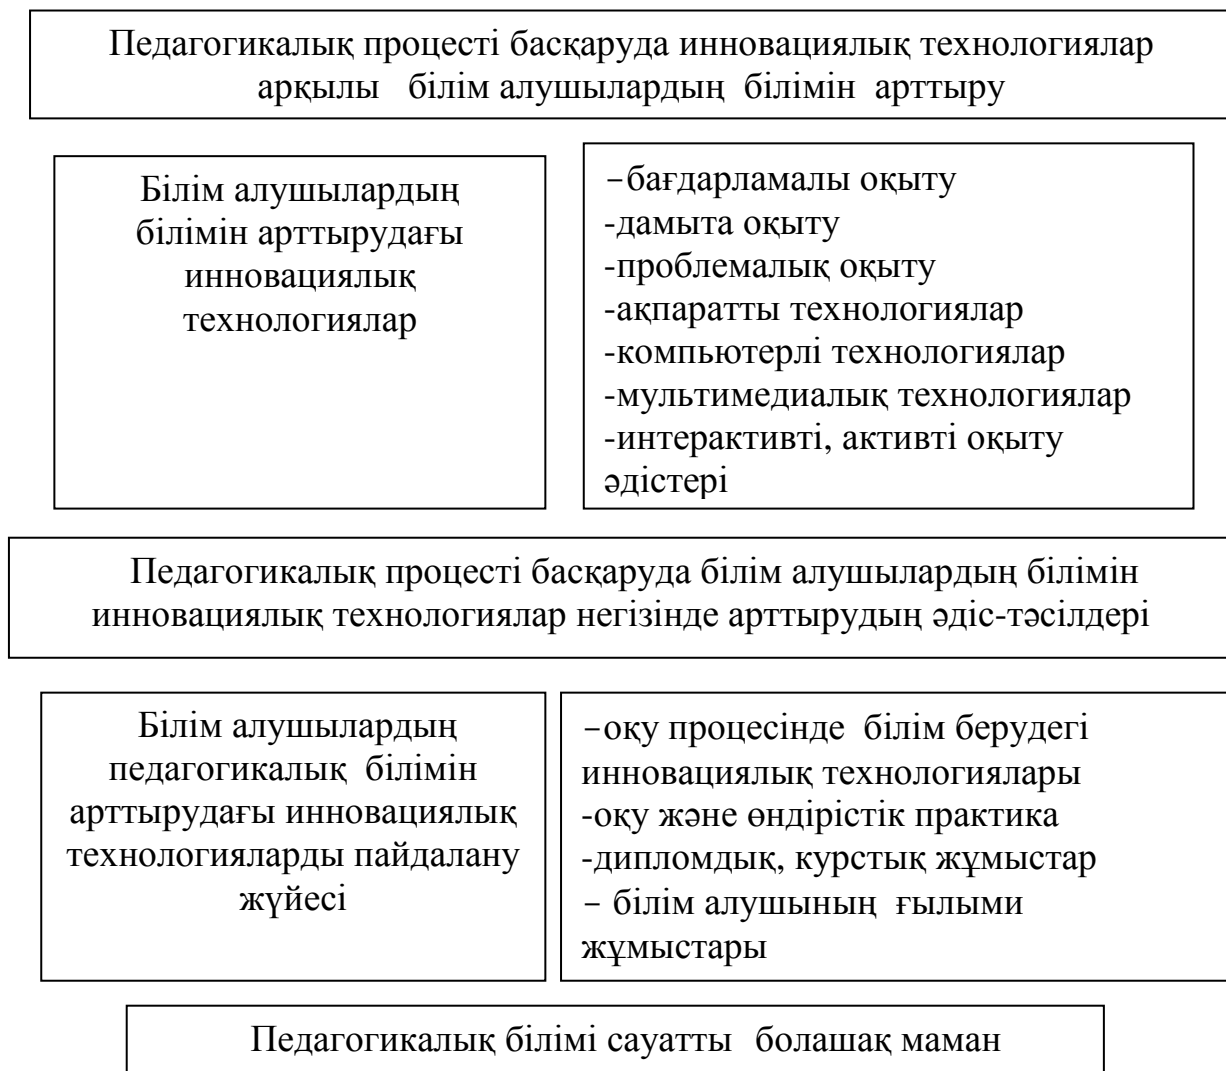 Педагогикалық процесті басқаруда инновациялық технологиялар
арқылы білім алушылардың білімін арттыру
Білім алушылардың
білімін арттырудағы
инновациялық
технологиялар
–бағдарламалы оқыту
-дамыта оқыту
-проблемалық оқыту
-ақпаратты технологиялар
-компьютерлі технологиялар
-мультимедиалық технологиялар
-интерактивті, активті оқыту
әдістері
Педагогикалық процесті басқаруда білім алушылардың білімін
инновациялық технологиялар негізінде арттырудың әдіс-тәсілдері
Білім алушылардың
педагогикалық білімін
арттырудағы инновациялық
технологияларды пайдалану
жүйесі
–оқу процесінде білім берудегі
инновациялық технологиялары
-оқу және өндірістік практика
-дипломдық, курстық жұмыстар
– білім алушының ғылыми
жұмыстары
Педагогикалық білімі сауатты болашақ маман